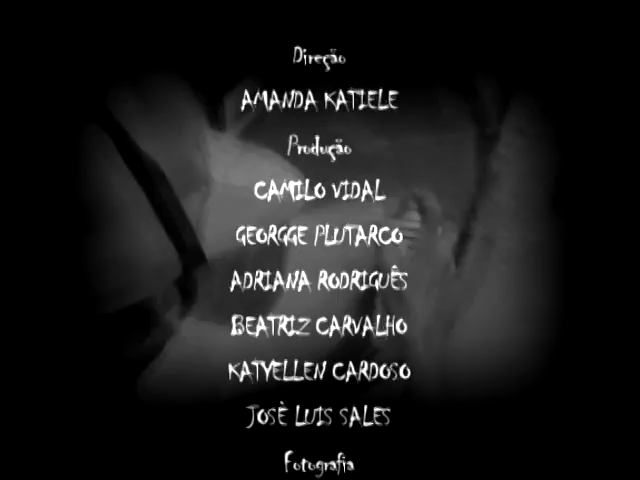 Direção
AMANDA KATIELE
Produção
CAMILO VIDAL
GEORGGE PLUTARCO
ADRIANA RODRIGUÊS
BEATRIZ CARVALHO
KATYELLEN CARDOSO
JOSÈ LUIS SALES
Fotografia